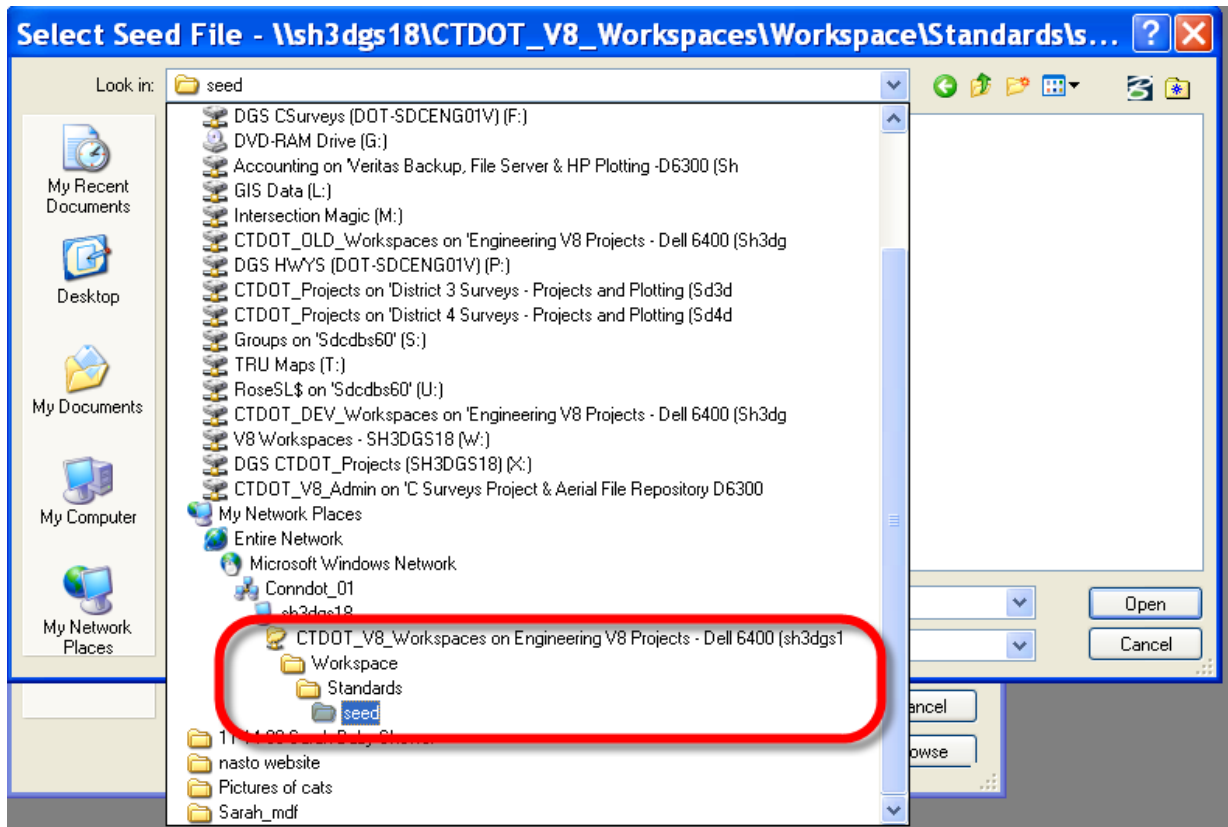 Select Seed File - \\sh3dgs18\CTDOT_V8_Workspaces\Workspace\Standards\s...
Look in:
seed
My Recent
Documents
Desktop
My Documents
My Computer
My Network
Places
DGS CSurveys (DOT-SDCENG01V) (F:)
DVD-RAM Drive (G:)
Accounting on 'Veritas Backup, File Server & HP Plotting -D6300 (Sh
GIS Data (L:)
Intersection Magic (M:)
CTDOT_OLD_Workspaces on 'Engineering V8 Projects - Dell 6400 (Sh3dg
DGS HWYS (DOT-SDCENG01V) (P:)
CTDOT_Projects on 'District 3 Surveys - Projects and Plotting (Sd3d
CTDOT_Projects on 'District 4 Surveys - Projects and Plotting (Sd4d
Groups on 'Sdcdbs60' (S:)
TRU Maps (T:)
RoseSL$ on 'Sdcdbs60' (U:)
CTDOT_DEV_Workspaces on 'Engineering V8 Projects - Dell 6400 (Sh3dg
V8 Workspaces - SH3DGS18 (W:)
DGS CTDOT_Projects (SH3DGS18) (X:)
CTDOT_V8_Admin on 'C Surveys Project & Aerial File Repository D6300
My Network Places
Entire Network
Microsoft Windows Network
Conndot_01
sh3dgs18
CTDOT_V8_Workspaces on Engineering V8 Projects - Dell 6400 (sh3dgs1
Workspace
Standards
seed
Sarah Baby Shower
nasto website
Pictures of cats
Sarah_mdf
Open
Cancel
ancel
owse